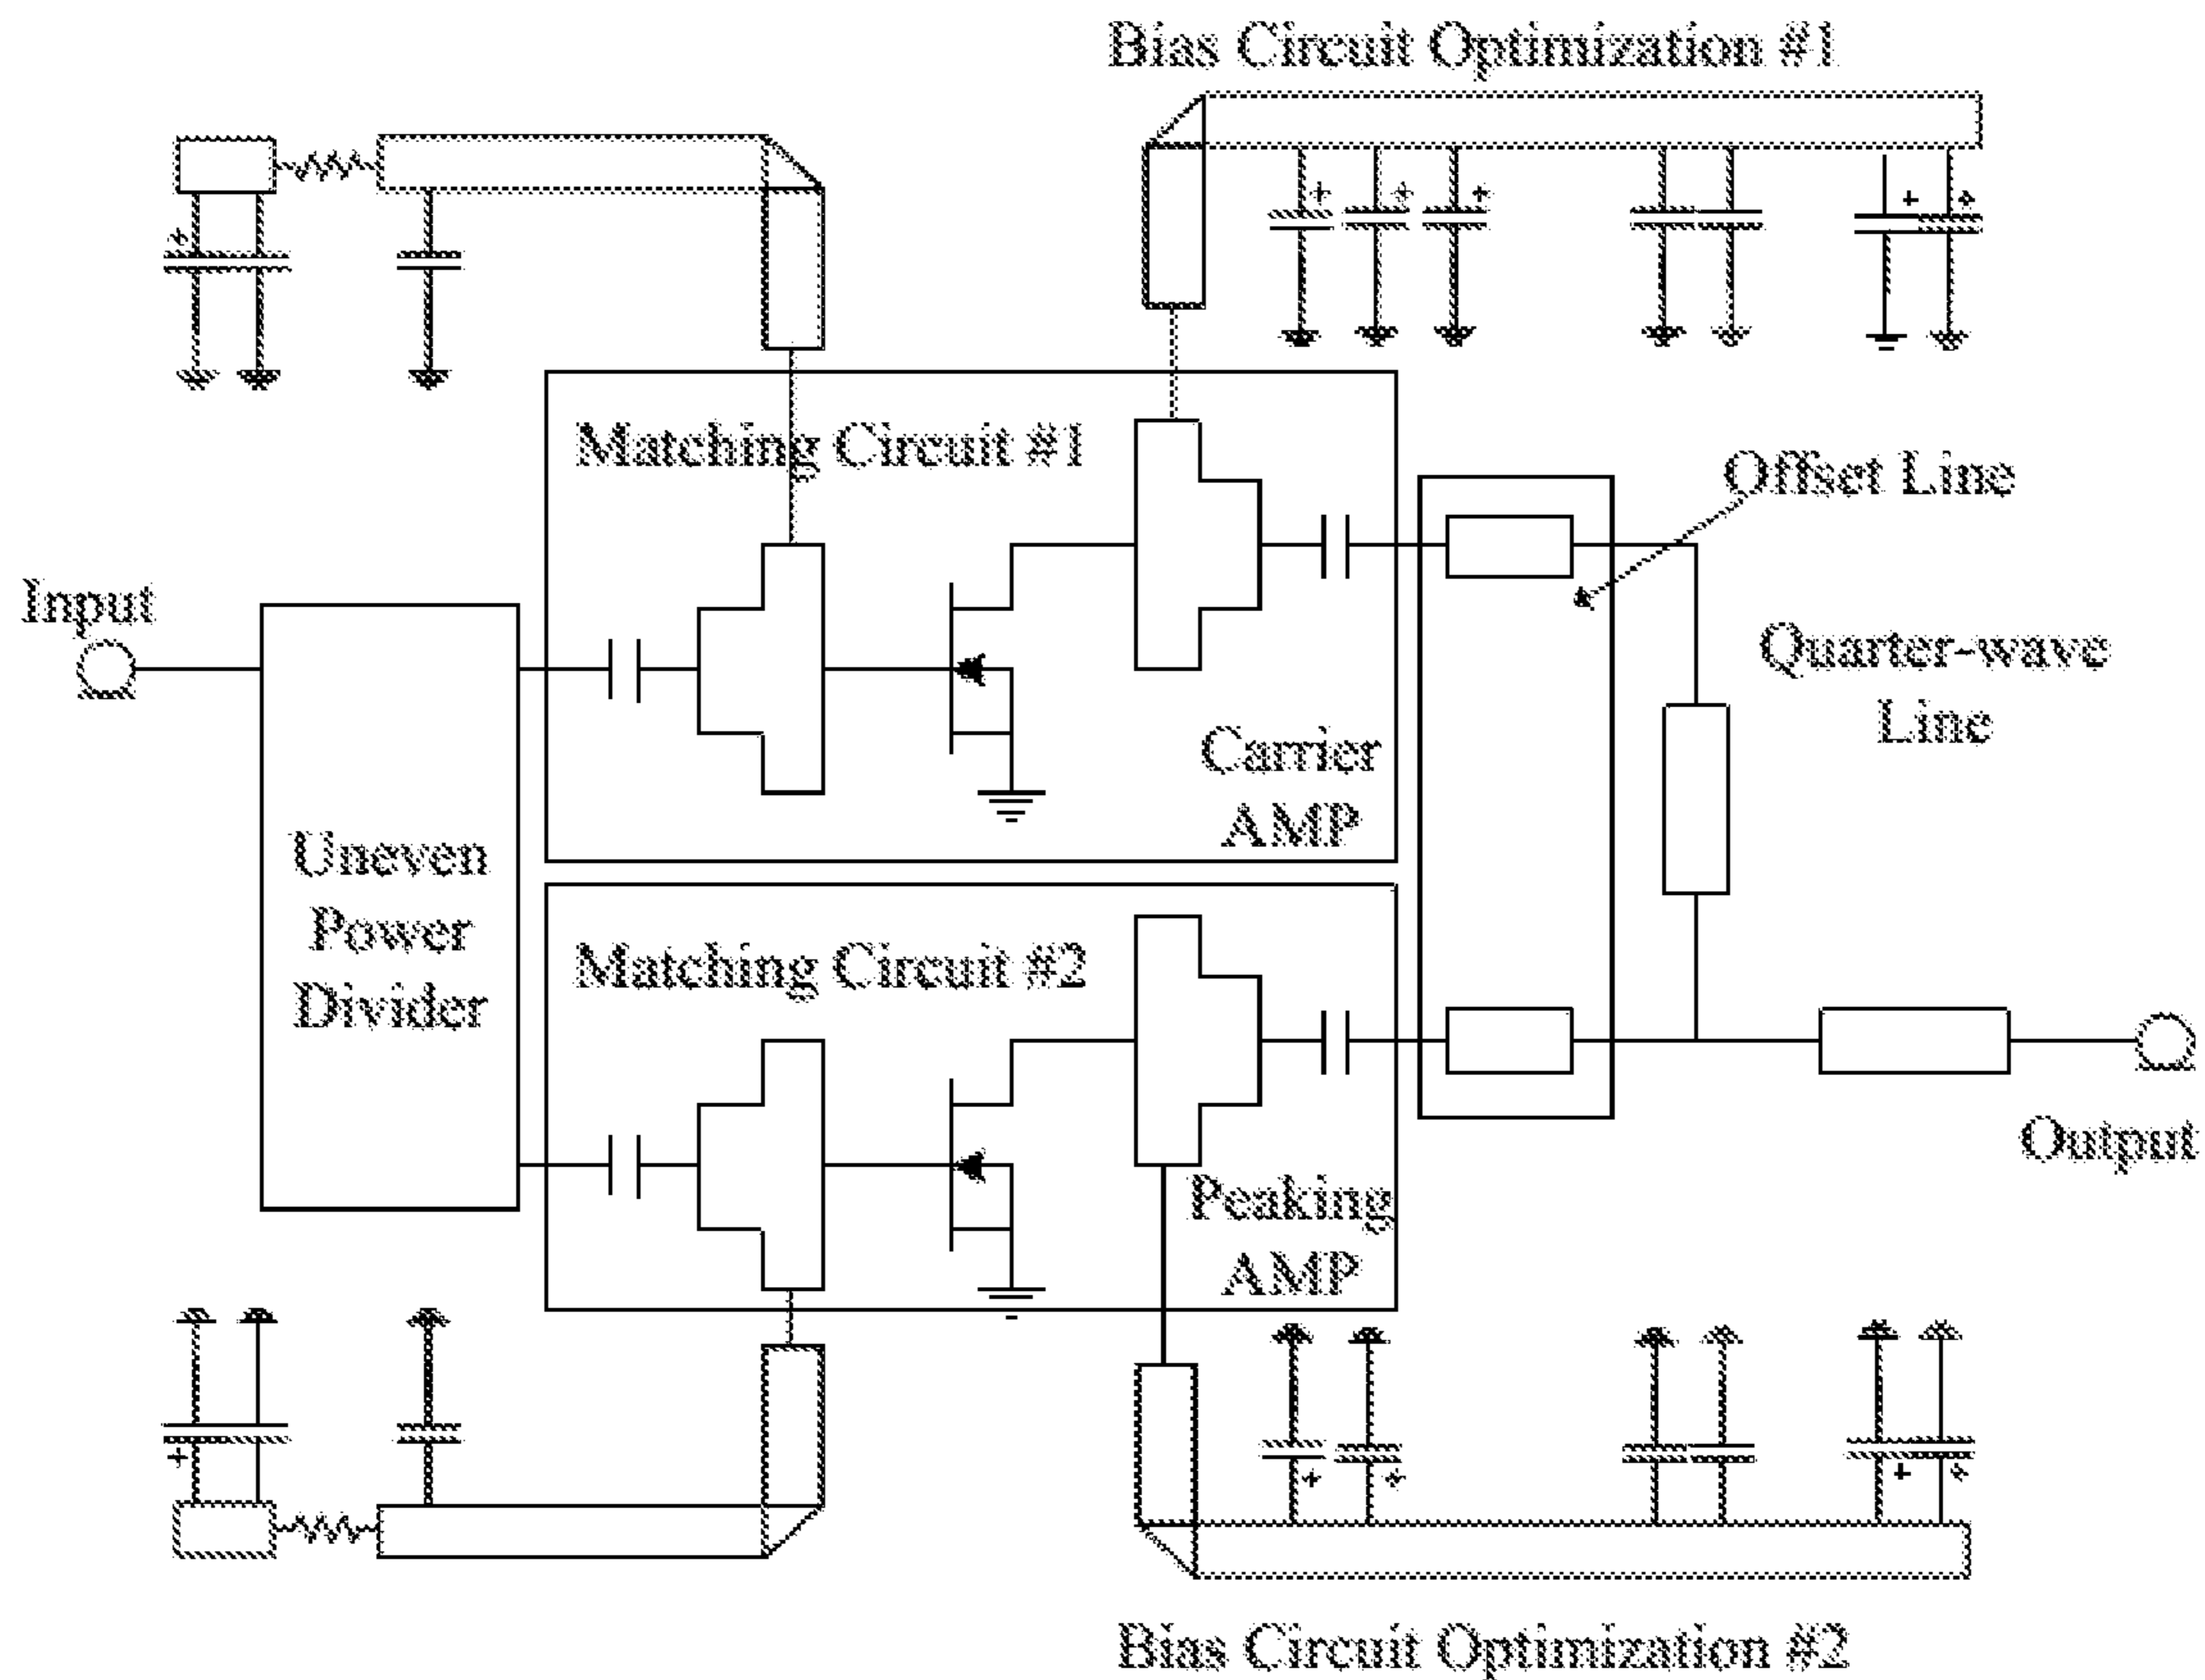 Bias Circuit Optimization #1
Matching Circuit #1
Offset Line
Input
Quarter-wave
Line
Carrier
AMP
Uneven
Power
Divider
Matching Circuit #2
Peaking
AMP
Output
Bias Circuit Optimization #2